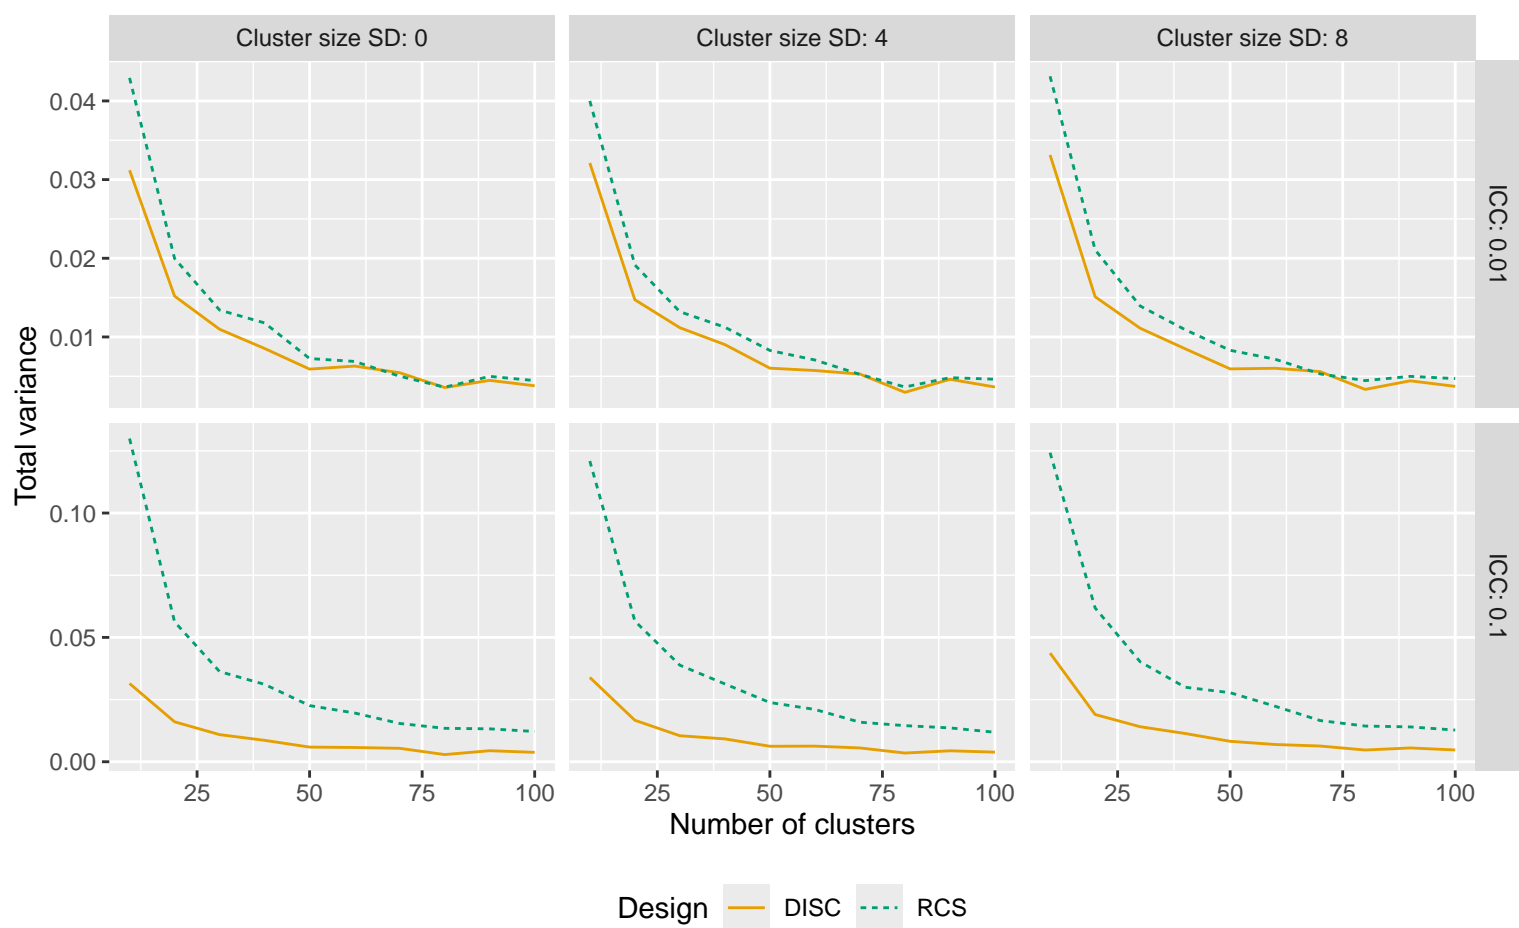 Cluster size SD: 0
Cluster size SD: 4
Cluster size SD: 8
0.04
0.03
0.02
0.01
ICC: 0.01
Total variance
0.10
0.05
0.00
ICC: 0.1
25 50 75 100
25 50 75 100
25 50 75 100
Number of clusters
Design DISC RCS